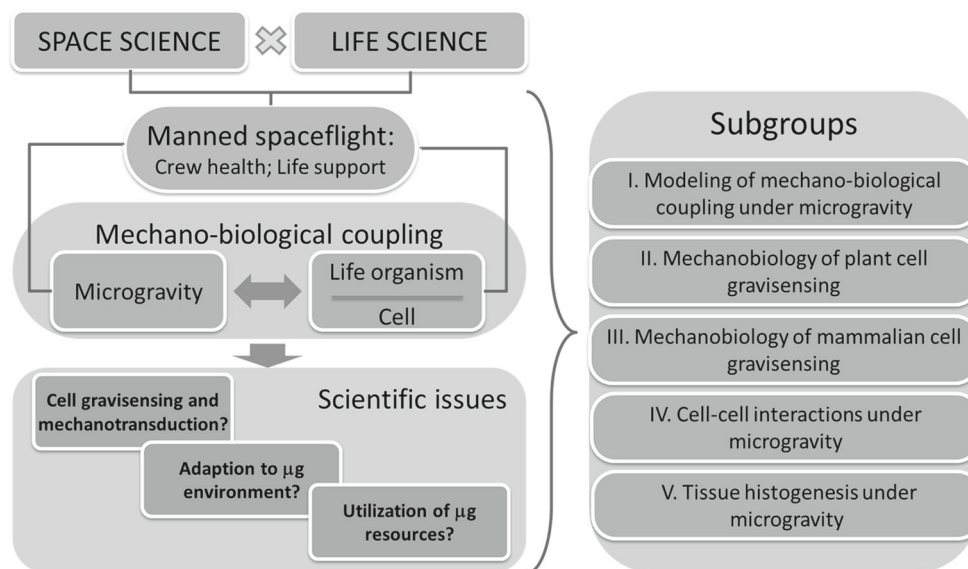 SPACE SCIENCE
LIFE SCIENCE
Manned spaceflight:
Crew health; Life support
Mechano-biological coupling
Microgravity
Life organism
Cell
Scientific issues
Cell gravisensing and
mechanotransduction?
Adaption to μg
environment?
Utilization of μg
resources?
Subgroups
I. Modeling of mechano-biological
coupling under microgravity
II. Mechanobiology of plant cell
gravisensing
III. Mechanobiology of mammalian cell
gravisensing
IV. Cell-cell interactions under
microgravity
V. Tissue histogenesis under
microgravity